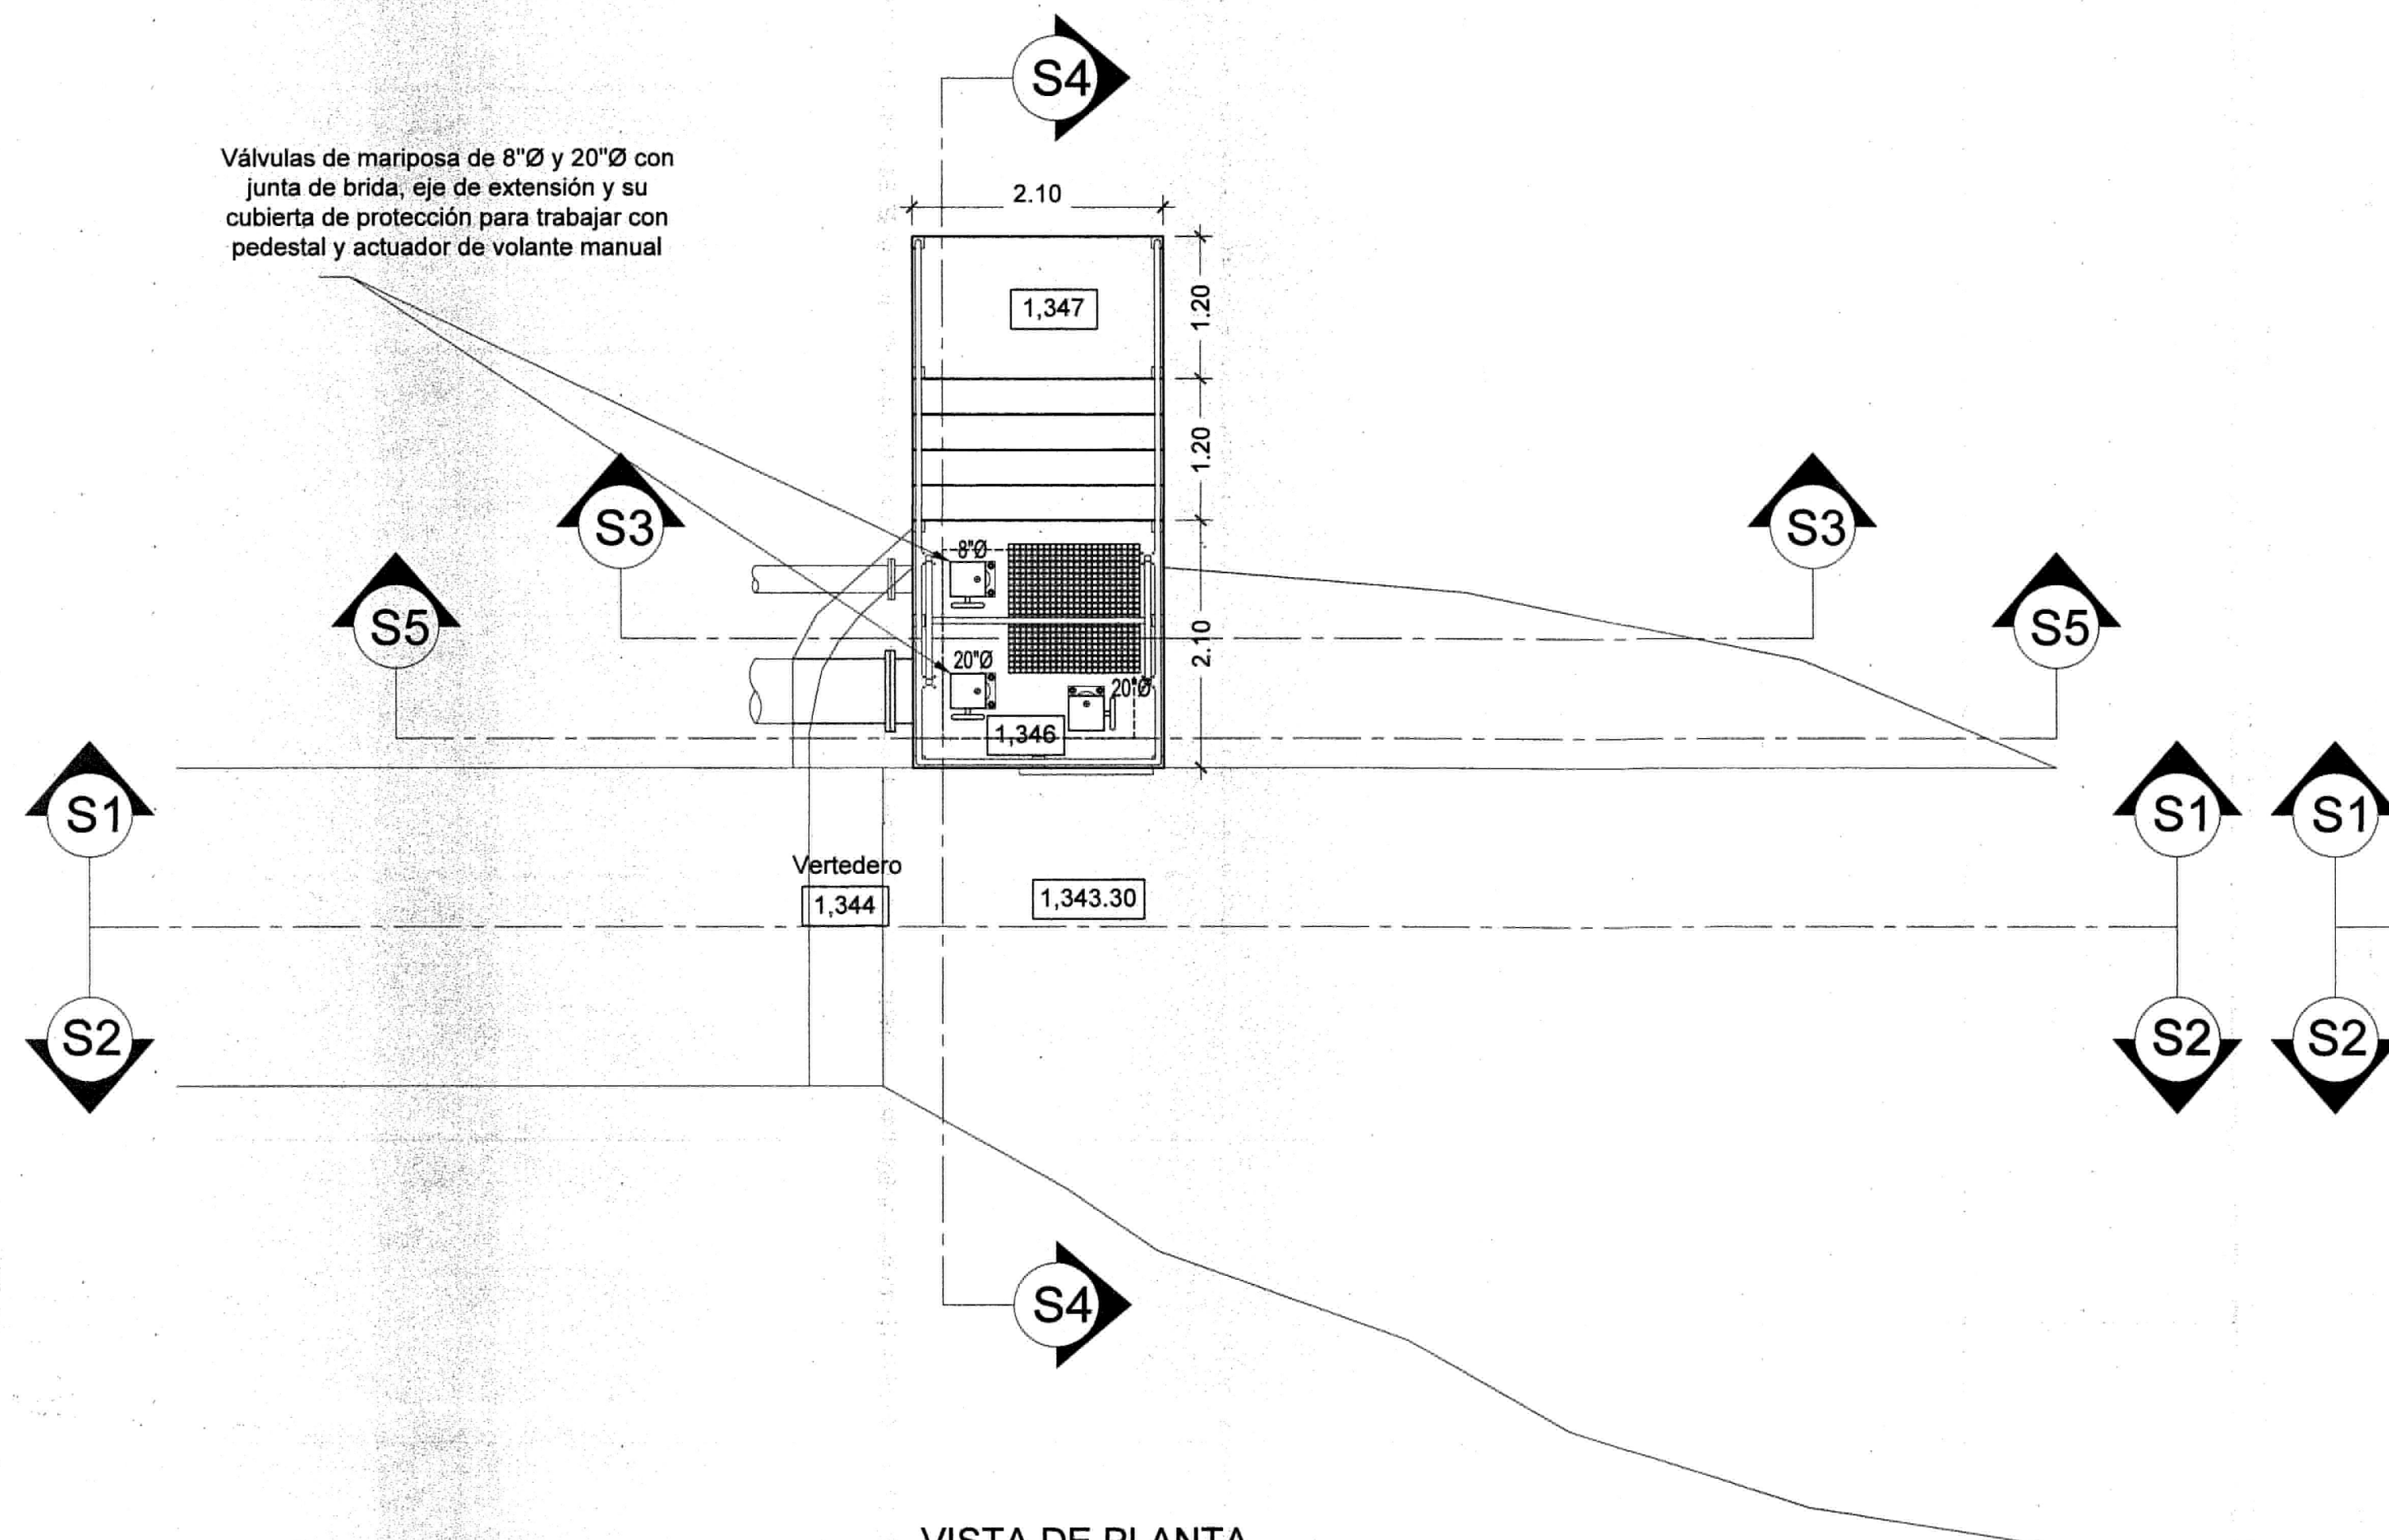 S4
Válvulas de mariposa de 8"Ø y 20"Ø con
junta de brida, eje de extensión y su
cubierta de protección para trabajar con
pedestal y actuador de volante manual
2.10
1,347
1.20
1.20
S3
S3
8"Ø
S5
S5
2.10
20"Ø
20"Ø
1,346
S1
S1
S1
Vertedero
1,344
1,343.30
S2
S2
S2
S4
VISTA DE PLANTA